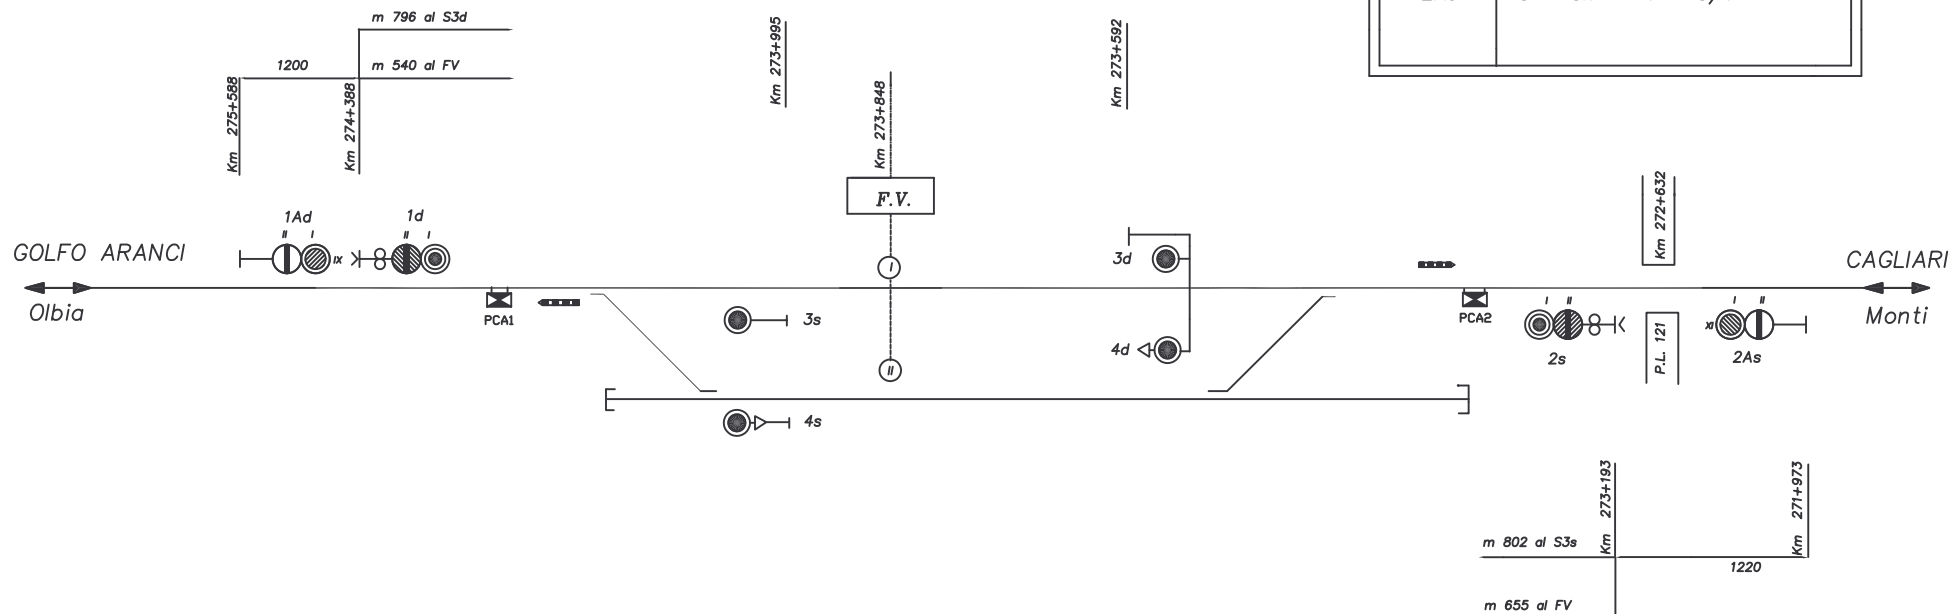 m 796 al S3d
1200
m 540 al FV
Km 275+588
Km 274+388
Km 273+995
Km 273+848
Km 273+592
Km 272+632
F.V.
1Ad
II I
IX
1d
II I
GOLFO ARANCI
Olbia
CAGLIARI
Monti
I
II
3d
3s
4d
4s
PCA1
PCA2
I II
2s
P.L. 121
I II
XI
2As
Km 273+193
Km 271+973
m 802 al S3s
1220
m 655 al FV